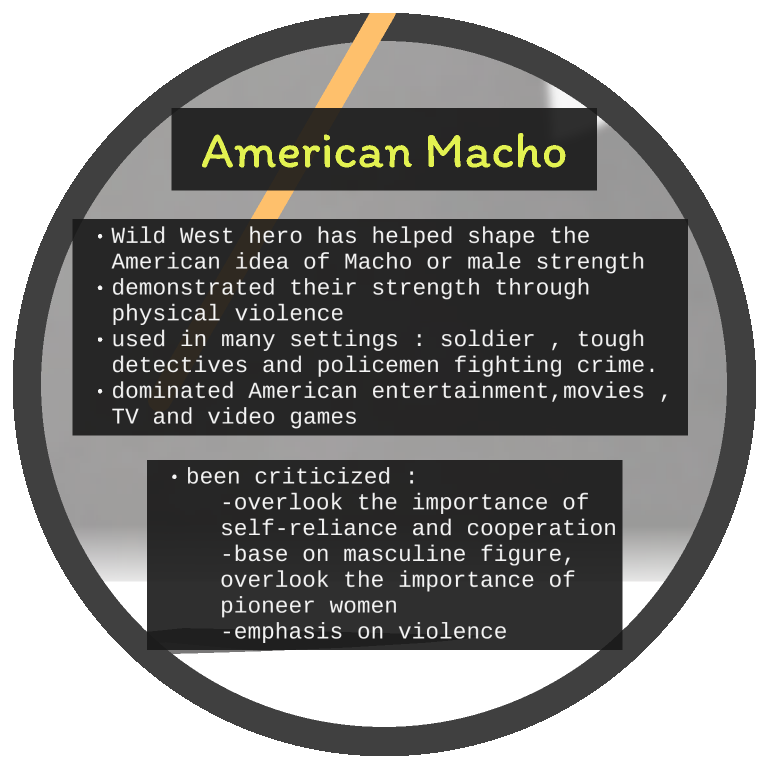 American Macho
• Wild West hero has helped shape the
American idea of Macho or male strength
• demonstrated their strength through
physical violence
• used in many settings : soldier , tough
detectives and policemen fighting crime.
• dominated American entertainment,movies ,
TV and video games
• been criticized :
-overlook the importance of
self-reliance and cooperation
-base on masculine figure,
overlook the importance of
pioneer women
-emphasis on violence